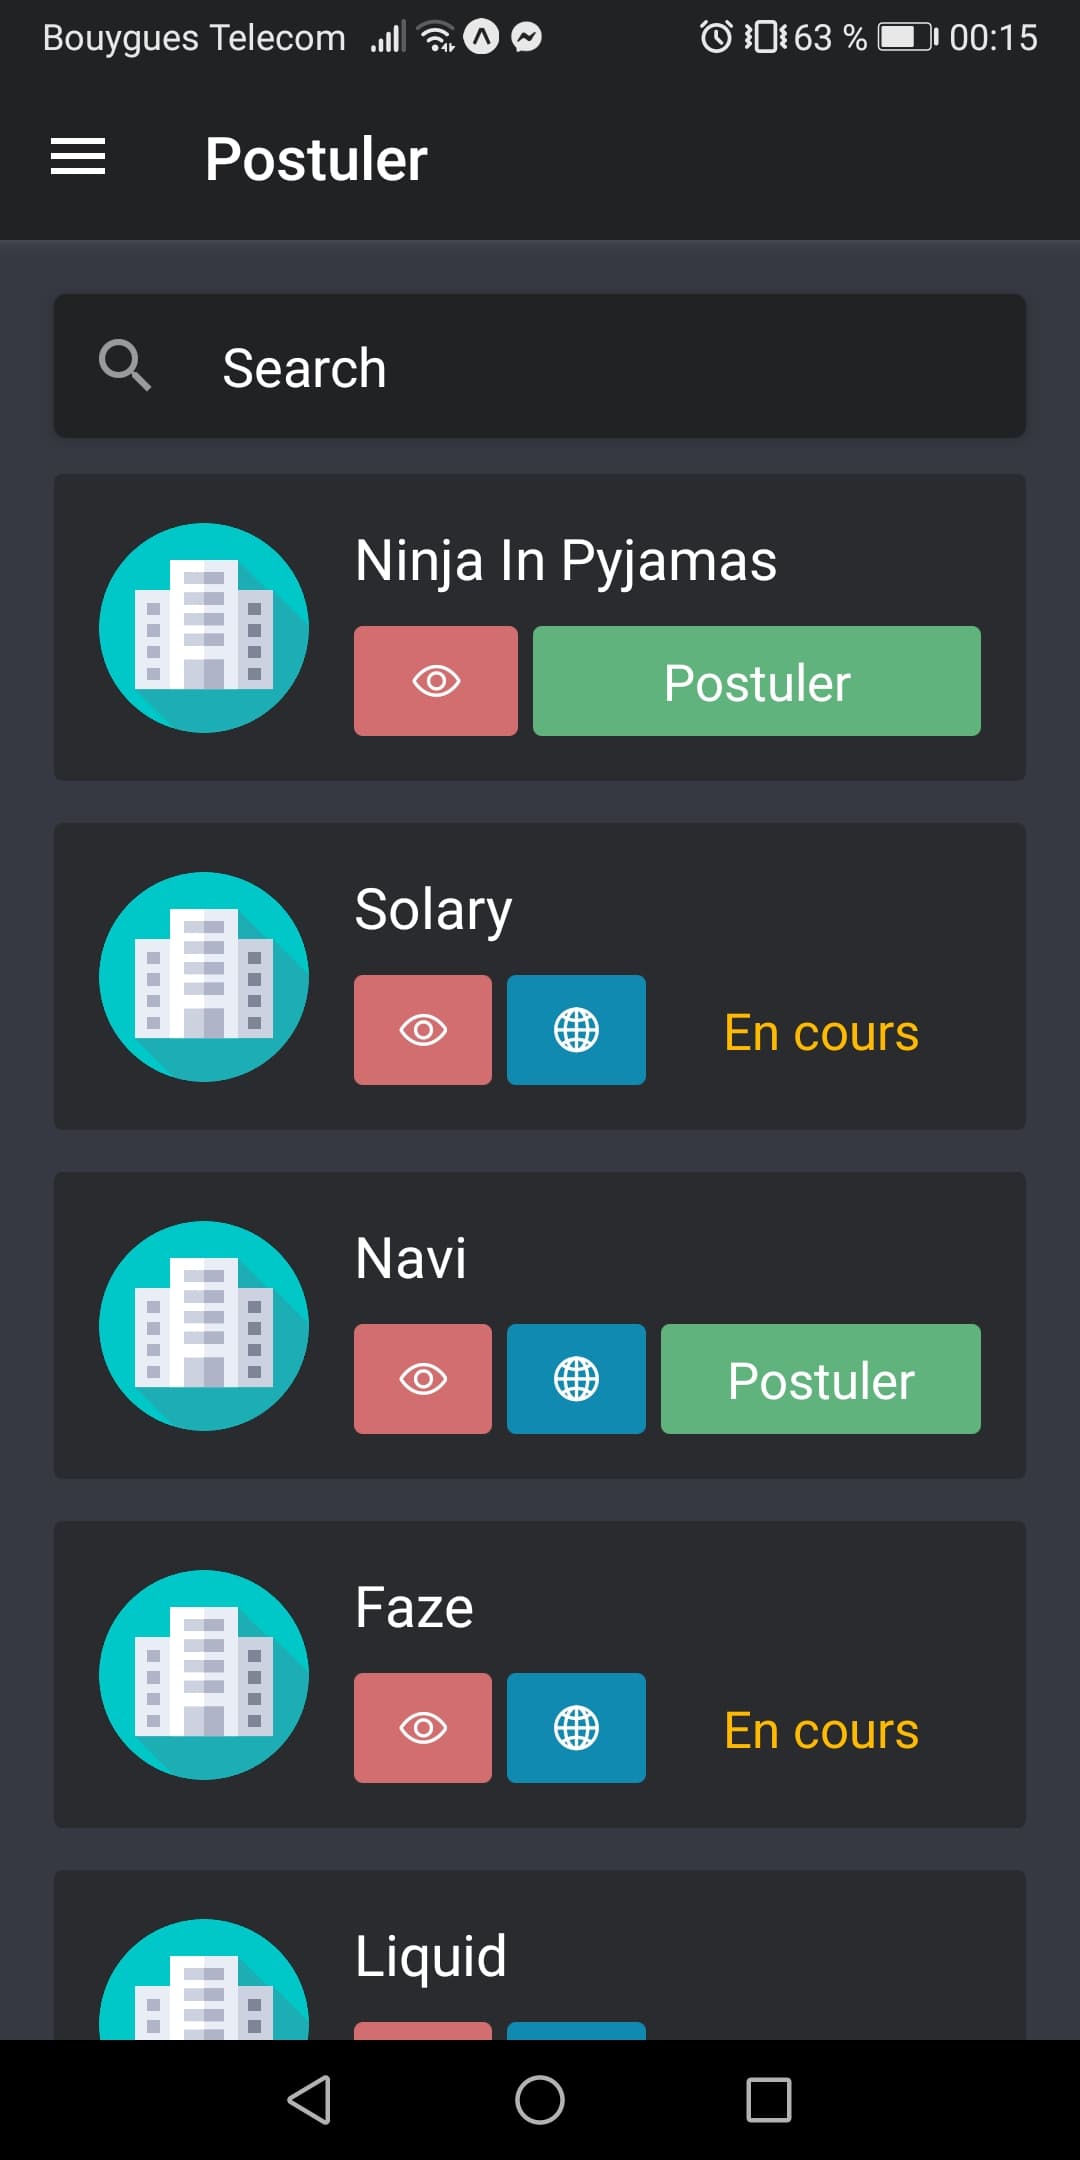 Bouygues Telecom 63 % 00:15
Postuler
Search
Ninja In Pyjamas
Postuler
Solary
En cours
Navi
Postuler
Faze
En cours
Liquid